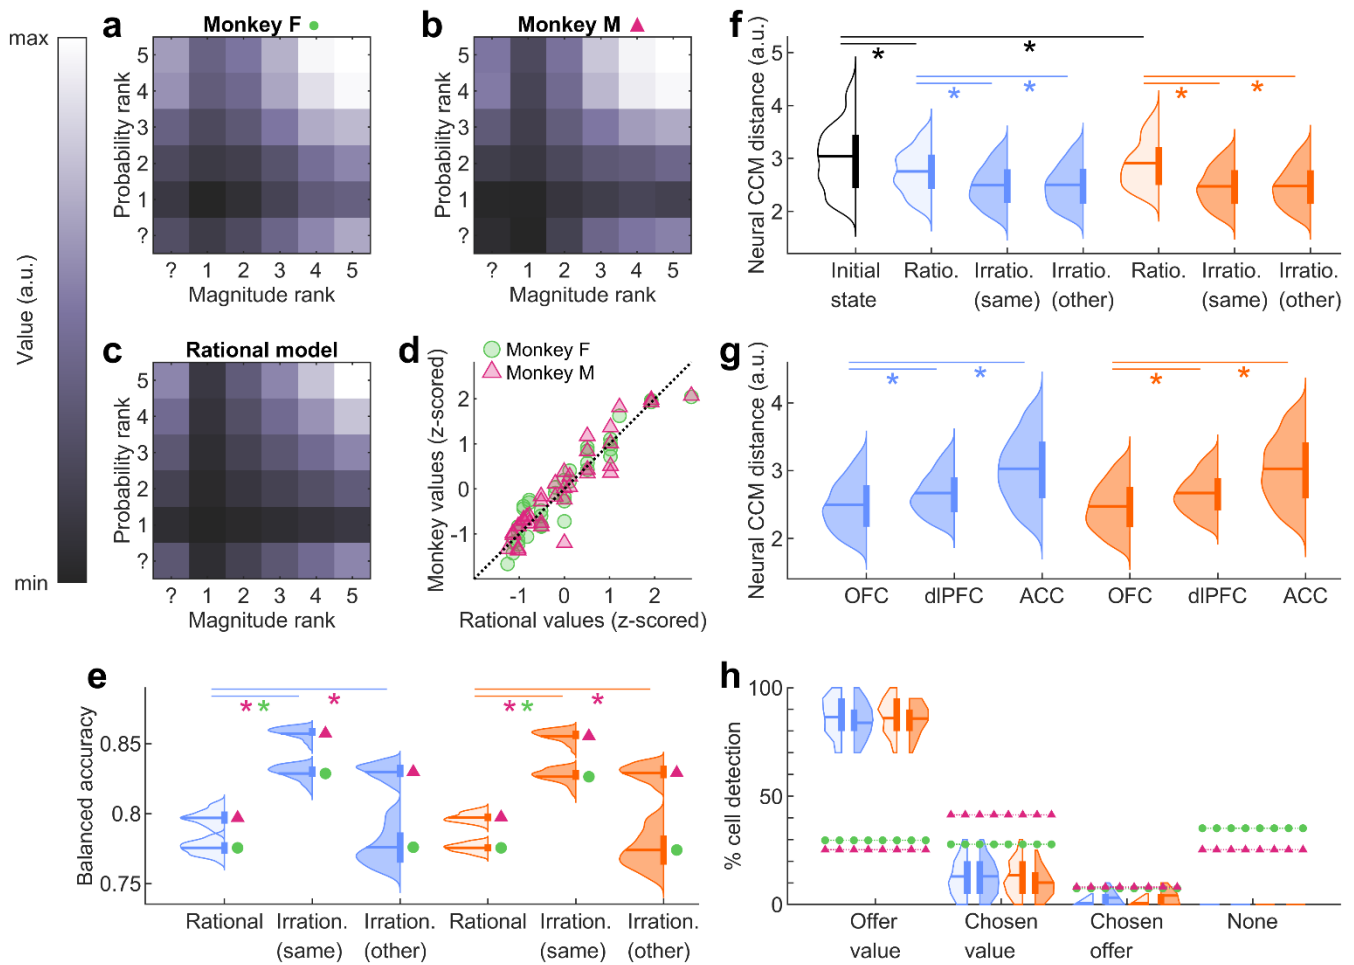 max
Value (a.u.)
min
a
Monkey F
Probability rank
5
4
3
2
1
?
? 1 2 3 4 5
Magnitude rank
b
Monkey M
Probability rank
5
4
3
2
1
?
? 1 2 3 4 5
Magnitude rank
c
Rational model
Probability rank
5
4
3
2
1
?
? 1 2 3 4 5
Magnitude rank
d
Monkey F
Monkey M
Monkey values (z-scored)
2
1
0
-1
-1 0 1 2
Rational values (z-scored)
e
Balanced accuracy
0.85
0.8
0.75
* * * * * *
Rational Irration. (same) Irration. (other) Rational Irration. (same) Irration. (other)
f
Neural CCM distance (a.u.)
5
4
3
2
* * * * * *
Initial state Ratio. Irratio. (same) Irratio. (other) Ratio. Irratio. (same) Irratio. (other)
g
Neural CCM distance (a.u.)
4
3
2
* * * *
OFC dlPFC ACC OFC dlPFC ACC
h
% cell detection
100
50
0
Offer value Chosen value Chosen offer None